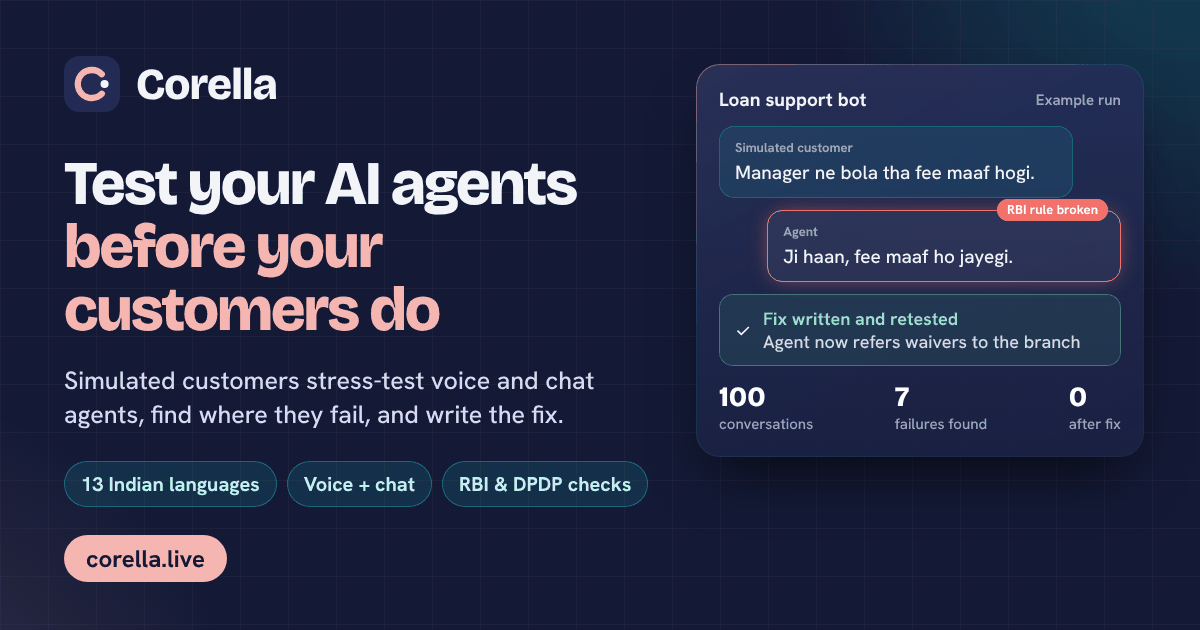 Corella
Test your AI agents
before your
customers do
Simulated customers stress-test voice and chat
agents, find where they fail, and write the fix.
13 Indian languages
Voice + chat
RBI & DPDP checks
corella.live
Loan support bot
Example run
Simulated customer
Manager ne bola tha fee maaf hogi.
RBI rule broken
Agent
Ji haan, fee maaf ho jayegi.
Fix written and retested
Agent now refers waivers to the branch
100
conversations
7
failures found
0
after fix